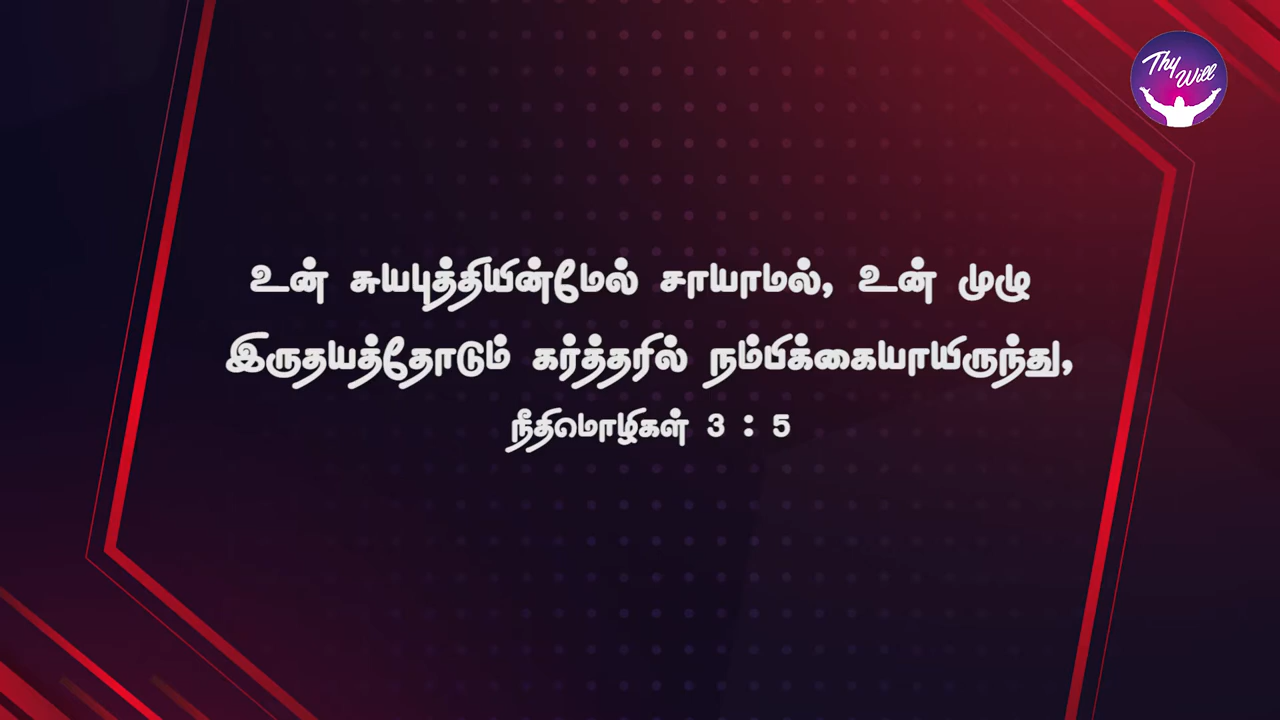 Thy Will
உன் சுயபுத்தியின்மேல் சாயாமல், உன் முழு
இருதயத்தோடும் கர்த்தரில் நம்பிக்கையாயிருந்து,
நீதிமொழிகள் 3 : 5